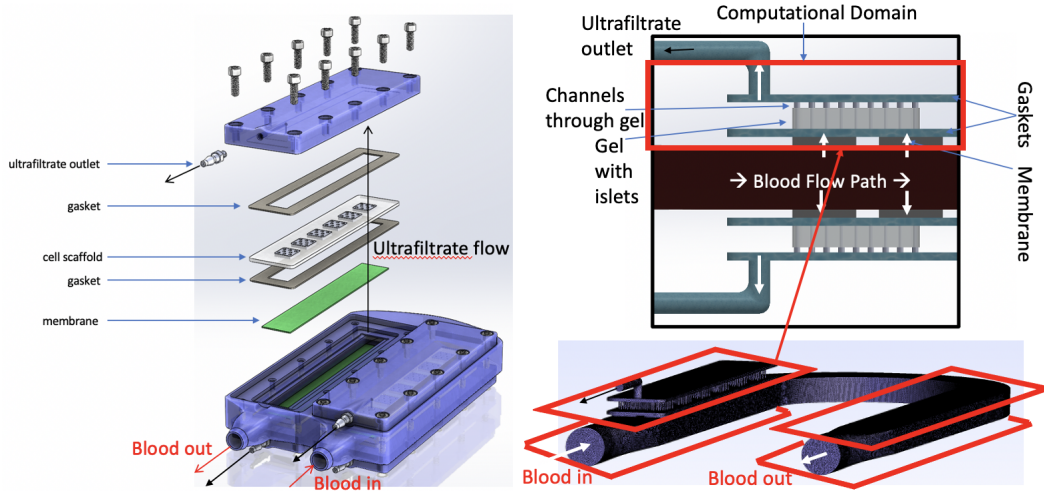 ultrafiltrate outlet
gasket
cell scaffold
gasket
membrane
Ultrafiltrate flow
Blood out
Blood in
Computational Domain
Ultrafiltrate
outlet
Channels
through gel
Gel
with
islets
→ Blood Flow Path →
Gaskets
Membrane
Blood in
Blood out